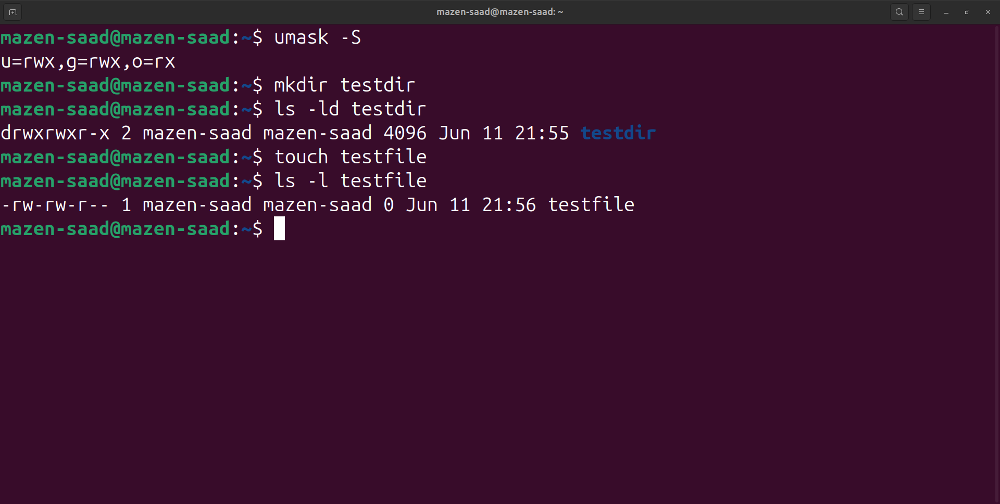 mazen-saad@mazen-saad: ~
mazen-saad@mazen-saad:~$ umask -S
u=rwx,g=rwx,o=rx
mazen-saad@mazen-saad:~$ mkdir testdir
mazen-saad@mazen-saad:~$ ls -ld testdir
drwxrwxr-x 2 mazen-saad mazen-saad 4096 Jun 11 21:55 testdir
mazen-saad@mazen-saad:~$ touch testfile
mazen-saad@mazen-saad:~$ ls -l testfile
-rw-rw-r-- 1 mazen-saad mazen-saad 0 Jun 11 21:56 testfile
mazen-saad@mazen-saad:~$